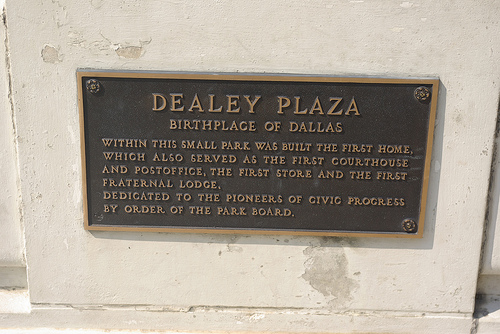 DEALEY PLAZA
BIRTHPLACE OF DALLAS
WITHIN THIS SMALL PARK WAS BUILT THE FIRST HOME,
WHICH ALSO SERVED AS THE FIRST COURTHOUSE
AND POSTOFFICE, THE FIRST STORE AND THE FIRST
FRATERNAL LODGE.
DEDICATED TO THE PIONEERS OF CIVIC PROGRESS
BY ORDER OF THE PARK BOARD.